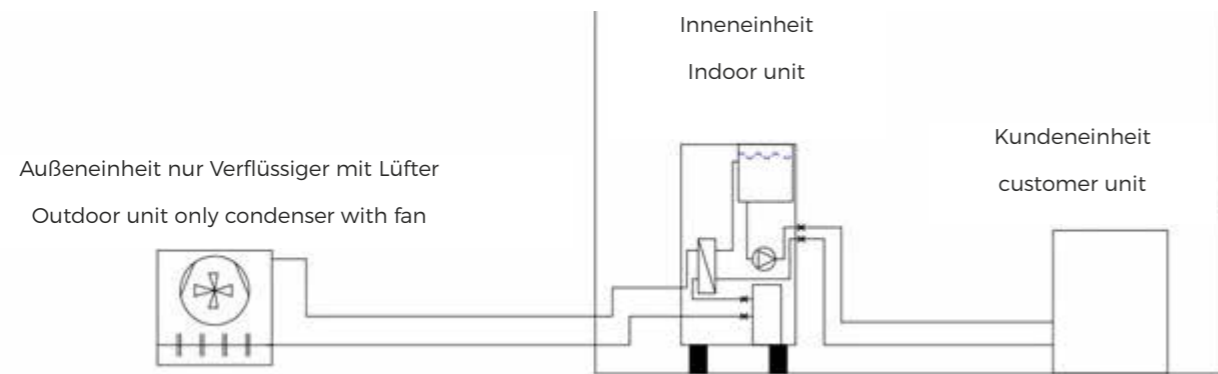 Inneneinheit
Indoor unit
Kundeneinheit
customer unit
Außeneinheit nur Verflüssiger mit Lüfter
Outdoor unit only condenser with fan